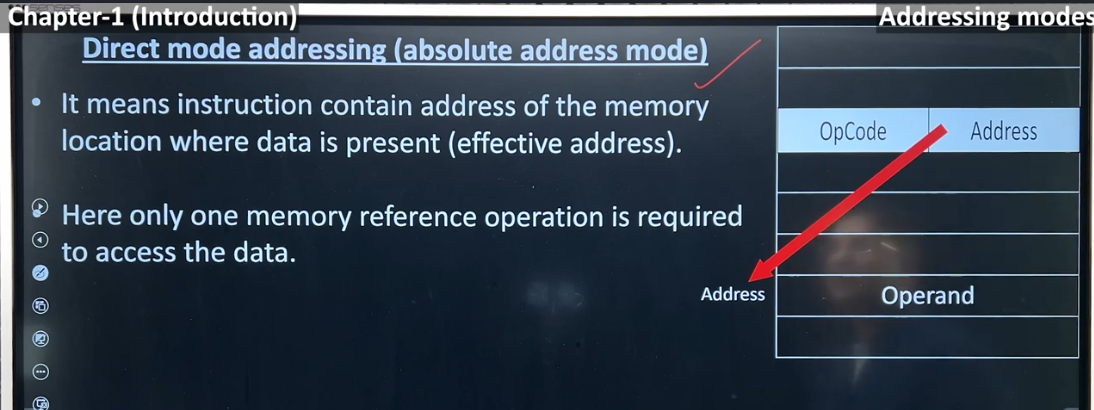 Chapter-1 (Introduction)
Addressing modes
Direct mode addressing (absolute address mode)
• It means instruction contain address of the memory
location where data is present (effective address).
Here only one memory reference operation is required
to access the data.
OpCode
Address
Address
Operand